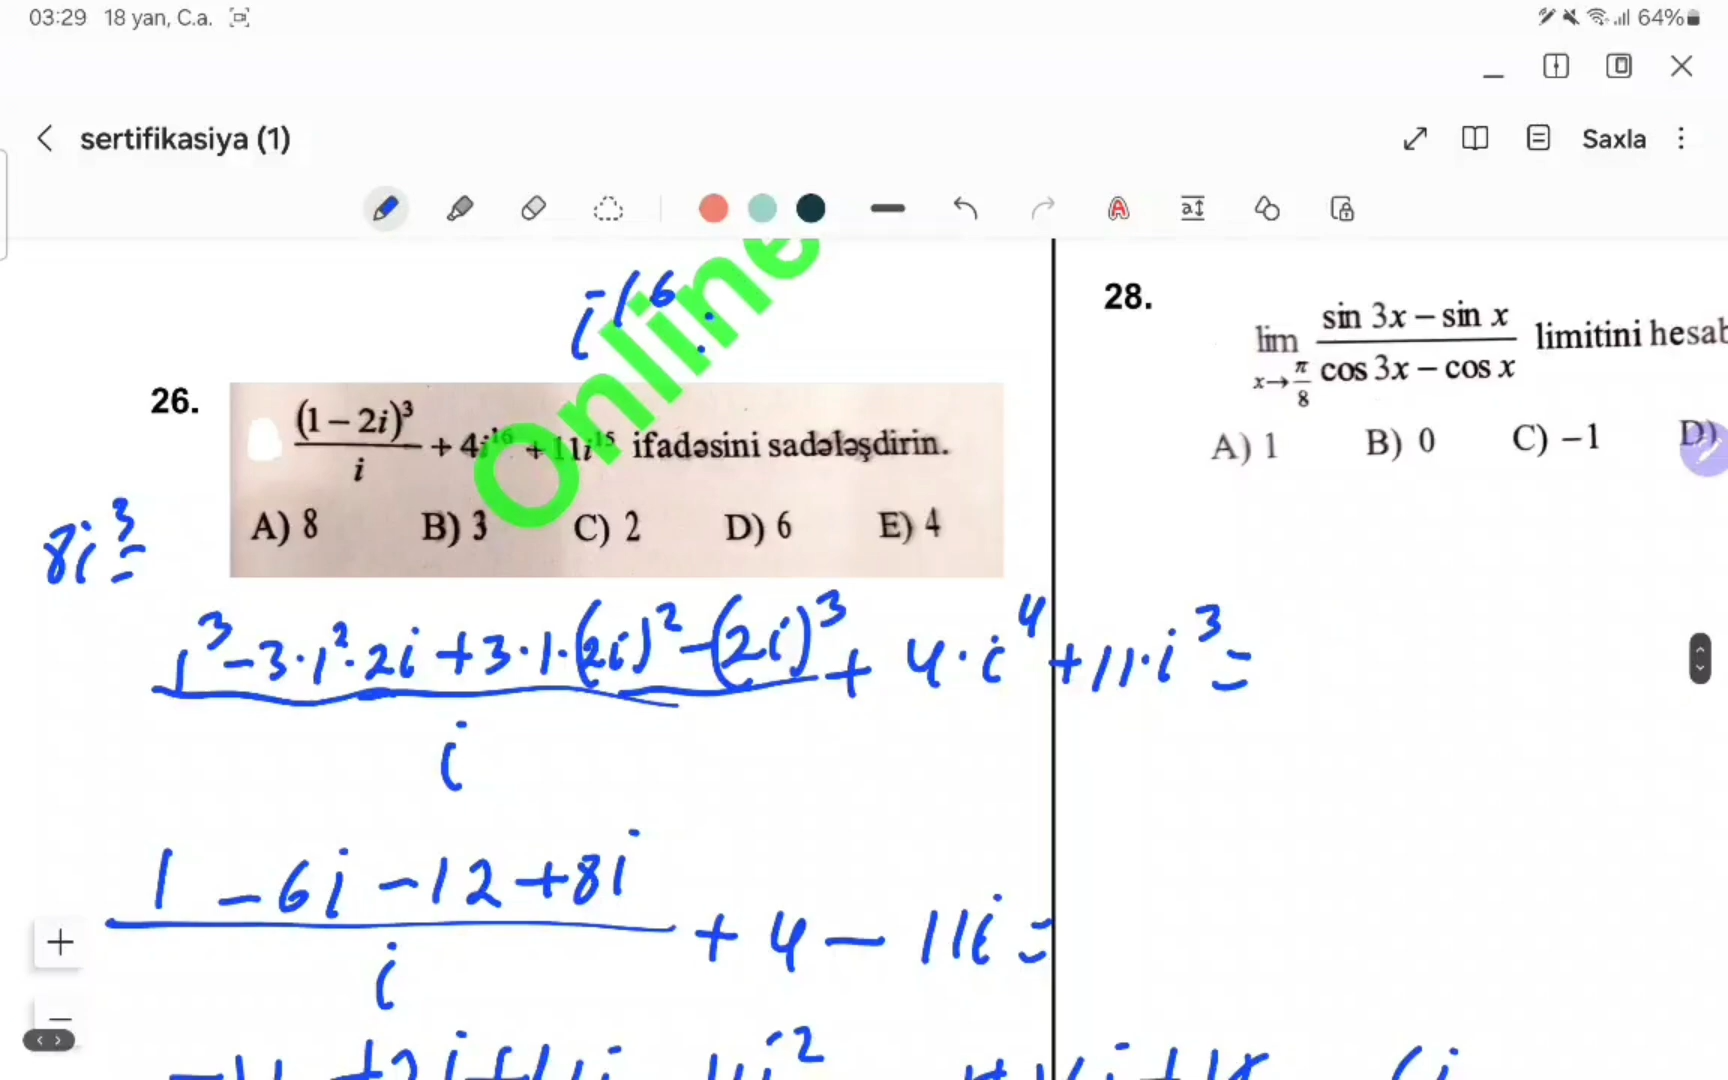 03:29 18 yan, C.a. 64%
sertifikasiya (1)
Saxla
Online
i¹⁶:
26.
(1 – 2i)³ / i + 4i¹⁶ + 11i¹⁵ ifadəsini sadələşdirin.
A) 8 B) 3 C) 2 D) 6 E) 4
8i³=
1³ – 3·1²·2i + 3·1·(2i)² – (2i)³ / i + 4·i⁴ + 11·i³ =
1 – 6i – 12 + 8i / i + 4 – 11i =
28.
lim x→π/8 sin 3x – sin x / cos 3x – cos x limitini
A) 1 B) 0 C) –1 D)